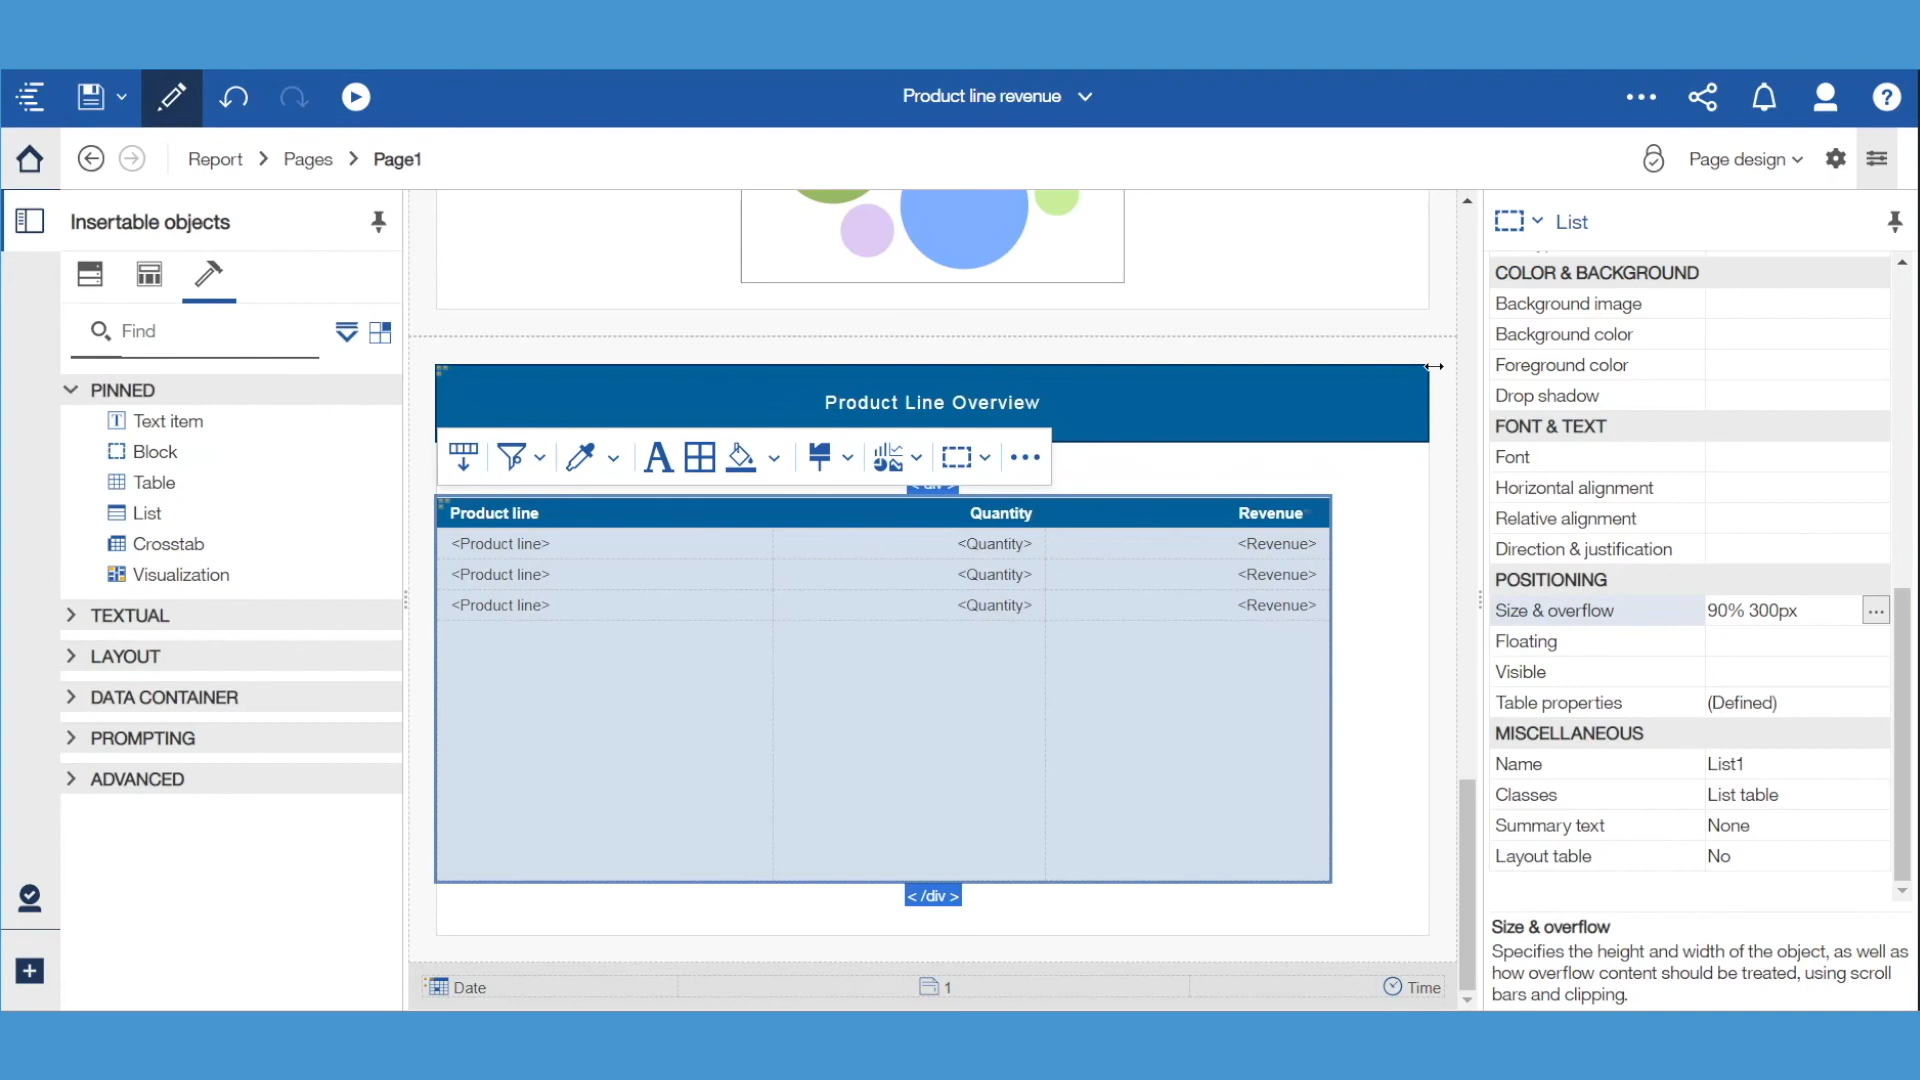 Product line revenue
Report > Pages > Page1
Page design
Insertable objects
Find
PINNED
Text item
Block
Table
List
Crosstab
Visualization
TEXTUAL
LAYOUT
DATA CONTAINER
PROMPTING
ADVANCED
Product Line Overview
< div >
Product line Quantity Revenue
<Product line> <Quantity> <Revenue>
<Product line> <Quantity> <Revenue>
<Product line> <Quantity> <Revenue>
< /div >
Date 1 Time
List
COLOR & BACKGROUND
Background image
Background color
Foreground color
Drop shadow
FONT & TEXT
Font
Horizontal alignment
Relative alignment
Direction & justification
POSITIONING
Size & overflow 90% 300px ...
Floating
Visible
Table properties (Defined)
MISCELLANEOUS
Name List1
Classes List table
Summary text None
Layout table No
Size & overflow
Specifies the height and width of the object, as well as
how overflow content should be treated, using scroll
bars and clipping.